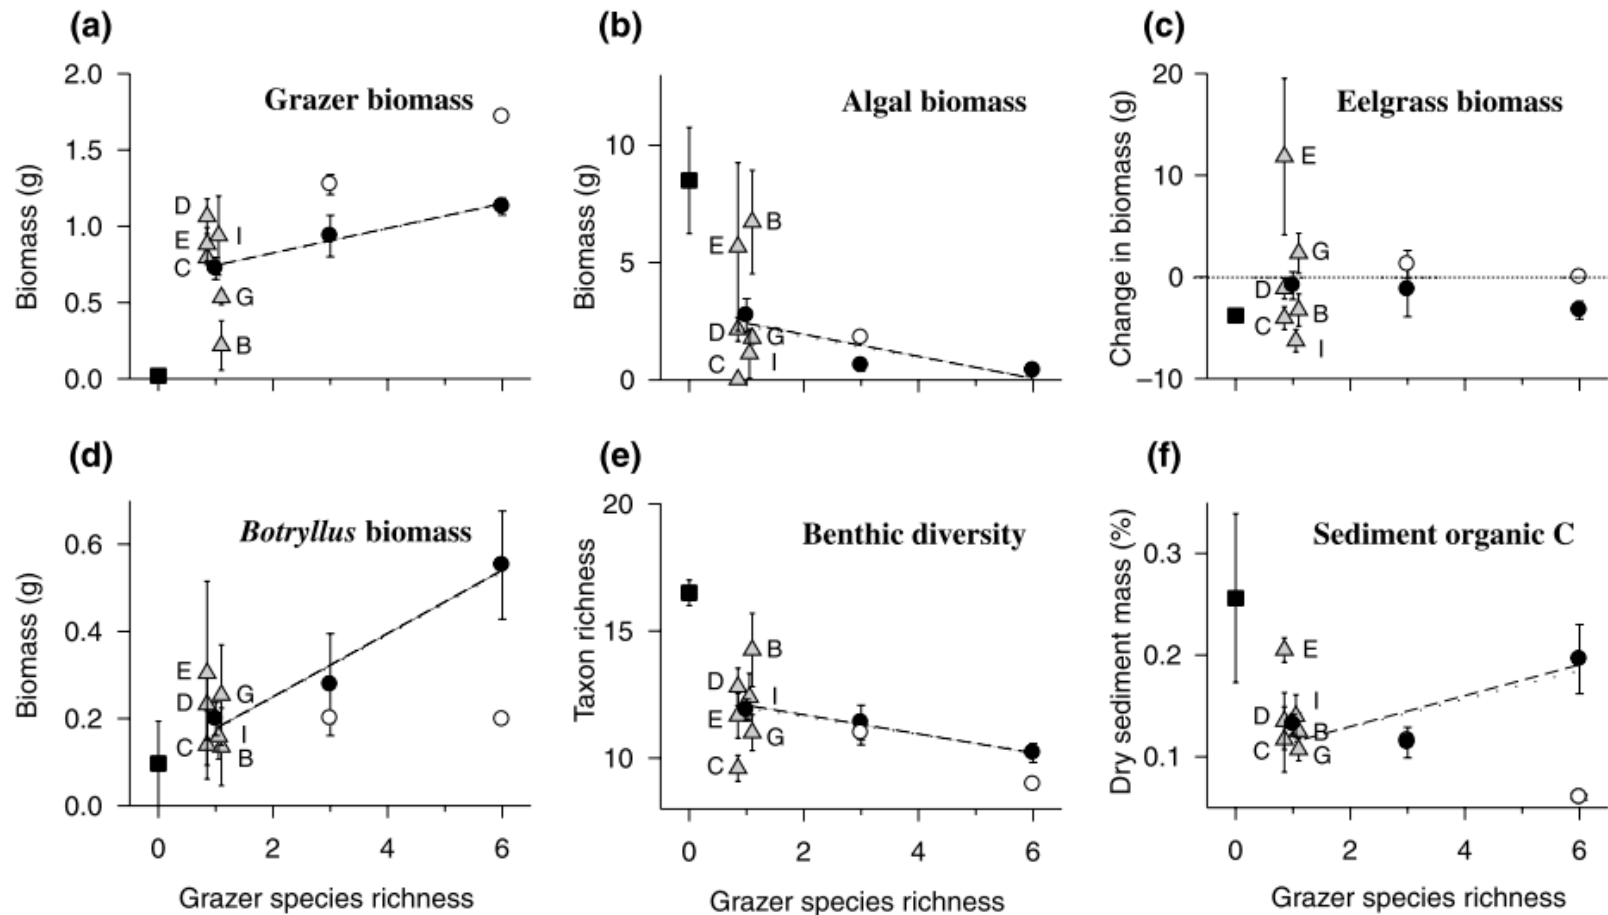 (a)
Grazer biomass
Biomass (g)
2.0
1.5
1.0
0.5
0.0
D
E
I
C
G
B
(b)
Algal biomass
Biomass (g)
10
5
0
B
E
D
G
C
I
(c)
Eelgrass biomass
Change in biomass (g)
20
10
0
–10
E
G
D
B
C
I
(d)
Botryllus biomass
Biomass (g)
0.6
0.4
0.2
0.0
E
D
G
I
C
B
0 2 4 6
Grazer species richness
(e)
Benthic diversity
Taxon richness
20
15
10
B
D
I
E
G
C
0 2 4 6
Grazer species richness
(f)
Sediment organic C
Dry sediment mass (%)
0.3
0.2
0.1
E
I
D
B
C
G
0 2 4 6
Grazer species richness